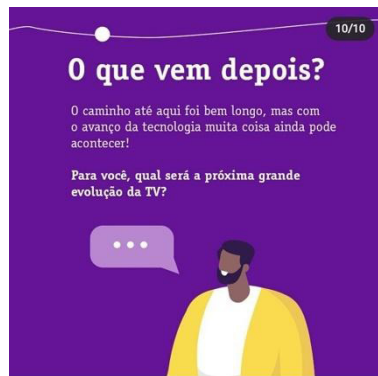 10/10
O que vem depois?
O caminho até aqui foi bem longo, mas com
o avanço da tecnologia muita coisa ainda pode
acontecer!
Para você, qual será a próxima grande
evolução da TV?